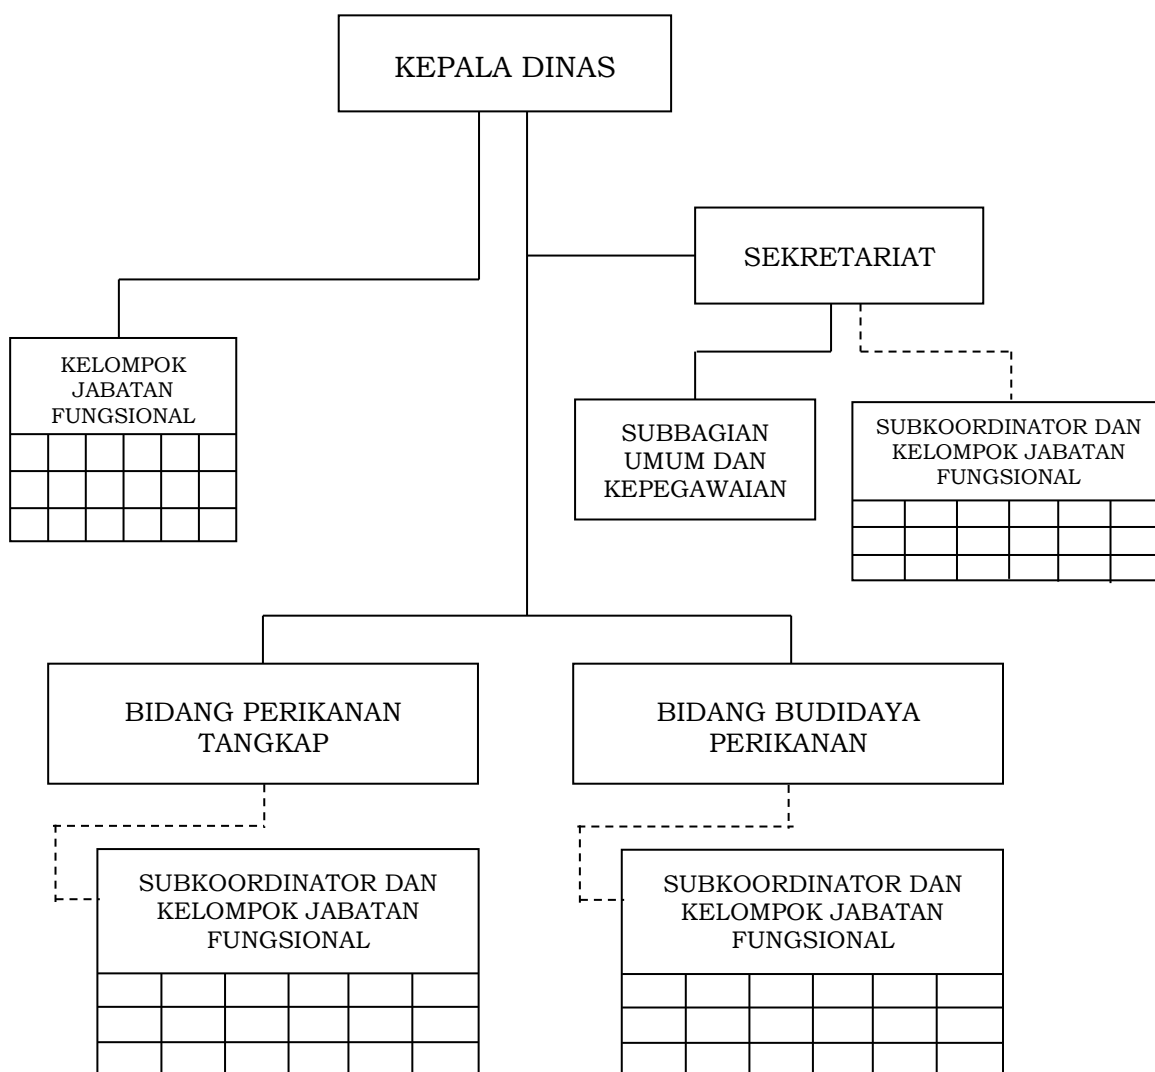 KEPALA DINAS
SEKRETARIAT
KELOMPOK
JABATAN
FUNGSIONAL
SUBBAGIAN
UMUM DAN
KEPEGAWAIAN
SUBKOORDINATOR DAN
KELOMPOK JABATAN
FUNGSIONAL
BIDANG PERIKANAN
TANGKAP
BIDANG BUDIDAYA
PERIKANAN
SUBKOORDINATOR DAN
KELOMPOK JABATAN
FUNGSIONAL
SUBKOORDINATOR DAN
KELOMPOK JABATAN
FUNGSIONAL